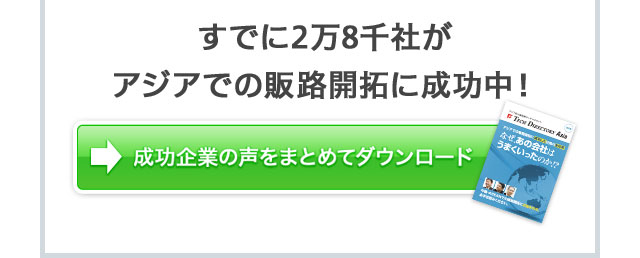 すでに2万8千社が
アジアでの販路開拓に成功中！
成功企業の声をまとめてダウンロード
TECH DIRECTORY ASIA
なぜ、あの会社は
うまくいったのか!?